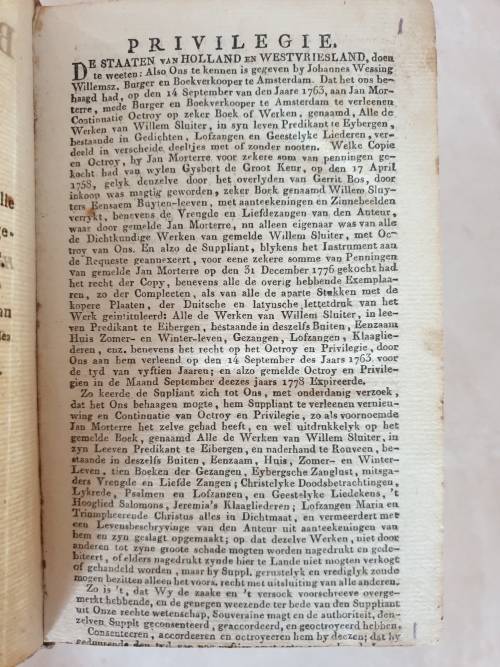 PRIVILEGIE.
DE STAATEN VAN HOLLAND EN WESTVRIESLAND, doen
te weeten: Also Ons te kennen is gegeven by Johannes Wessing
Willemsz. Burger en Boekverkooper te Amsterdam. Dat het ons be-
haagd had, op den 14 September van den Jaare 1763, aan Jan Mor-
terre, mede Burger en Boekverkooper te Amsterdam te verleenen
Continuatie Octroy op zeker Boek of Werken, genaamd, Alle de
Werken van Willem Sluiter, in syn leven Predikant te Eybergen,
bestaande in Gedichten, Lofzangen en Geestelyke Liederen, ver-
deeld in verscheide deeltjes met of zonder nooten. Welke Copie
en Octroy, by Jan Morterre voor zekere som van penningen ge-
kocht had van wylen Gysbert de Groot Keur, op den 17 April
1758, gelyk denzelve door het overlyden van Gerrit Bos, door
inkoop was magtig geworden, zeker Boek genaamd Willem Sluy-
ters Eensaem Buyten-leeven, met aanteekeningen en Zinnebeelden
verrykt, benevens de Vreugde en Liefdezangen van den Auteur,
waar door gemelde Jan Morterre, nu alleen eigenaar was van alle
de Dichtkundige Werken van gemelde Willem Sluiter, met Oc-
troy van Ons. En alzo de Suppliant, blykens het Instrument aan
de Requeste geannexert, voor eene zekere somme van Penningen
van gemelde Jan Morterre op den 31 December 1776 gekocht had
het recht der Copy, benevens alle de overig hebbende Exemplaa-
ren, zo der Compleeten, als van alle de aparte Stukken met de
kopere Plaaten, der Duitsche en latynsche letterdruk van het
Werk geintituleerd: Alle de Werken van Willem Sluiter, in lee-
ven Predikant te Eibergen, bestaande in deszelfs Buiten, Eenzaam
Huis Zomer- en Winter-leven, Gezangen, Lofzangen, Klaaglie-
deren, enz. benevens het recht op het Octroy en Privilegie, door
Ons aan hem verleend op den 14 September des Jaars 1763 voor
de tyd van vyftien Jaaren; en alzo gemelde Octroy en Privile-
gien in de Maand September deezes jaars 1778 Expireerde.
Zo keerde de Supliant zich tot Ons, met onderdanig verzoek,
dat het Ons behaagen mogte, hem Suppliant te verleenen vernieu-
wing en Continuatie van Octroy en Privilegie, zo als voornoemde
Jan Morterre het zelve gehad heeft, en wel uitdrukkelyk op het
gemelde Boek, genaamd Alle de Werken van Willem Sluiter, in
zyn Leeven Predikant te Eibergen, en naderhand te Rouveen, be-
staande in deszelfs Buiten, Eenzaam, Huis, Zomer- en Winter-
Leven, tien Boeken der Gezangen, Eybergsche Zanglust, mitsga-
ders Vreugde en Liefde Zangen; Christelyke Doodsbetrachtingen,
Lykrede, Psalmen en Lofzangen, en Geestelyke Liedekens, 't
Hooglied Salomons, Jeremia's Klaagliederen; Lofzangen Maria en
Triumpheerende Christus alles in Dichtmaat, en vermeerdert met
een Levensbeschryvinge van den Auteur uit aanteekeningen van
hem en zyn geslagt opgemaakt; op dat dezelve Werken, niet door
anderen tot zyne groote schade mogten worden nagedrukt en gede-
biteert, of elders nagedrukt zynde hier te Lande niet mogten verkogt
of gehandeld worden, maar by Suppl. gerustelyk en vrediglyk zoude
mogen bezitten alleen het voors. recht met uitsluiting van alle anderen.
Zo is 't, dat Wy de zaake en 't versoek voorschreeve overge-
merkt hebbende, en de genegen weezende ter bede van den Suppliant
uit Onze rechte wetenschap, Souveraine magt en de authoriteit, den-
zelven Supplt geconsenteerd, geaccordeerd, en geoctroyeerd hebben,
Consenteeren, accordeeren en octroyeeren hem by deezen; dat hy